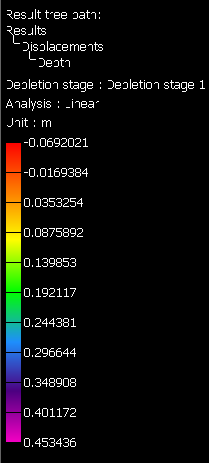 Result tree path:
Results
Displacements
Depth
Depletion stage : Depletion stage 1
Analysis : Linear
Unit : m
-0.0692021
-0.0169384
0.0353254
0.0875892
0.139853
0.192117
0.244381
0.296644
0.348908
0.401172
0.453436